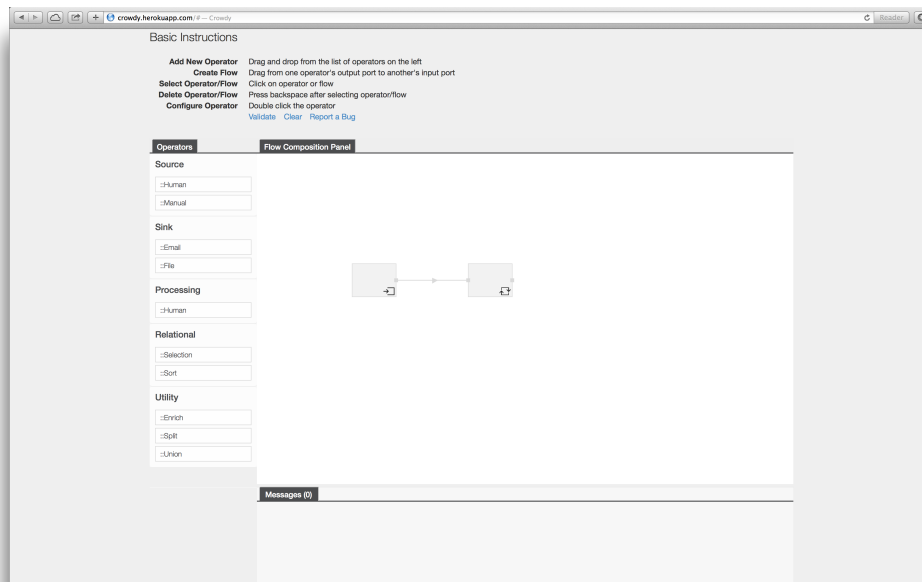 crowdy.herokuapp.com/# — Crowdy
Reader
Basic Instructions
Add New Operator Drag and drop from the list of operators on the left
Create Flow Drag from one operator's output port to another's input port
Select Operator/Flow Click on operator or flow
Delete Operator/Flow Press backspace after selecting operator/flow
Configure Operator Double click the operator
Validate Clear Report a Bug
Operators
Flow Composition Panel
Source
::Human
::Manual
Sink
::Email
::File
Processing
::Human
Relational
::Selection
::Sort
Utility
::Enrich
::Split
::Union
Messages (0)